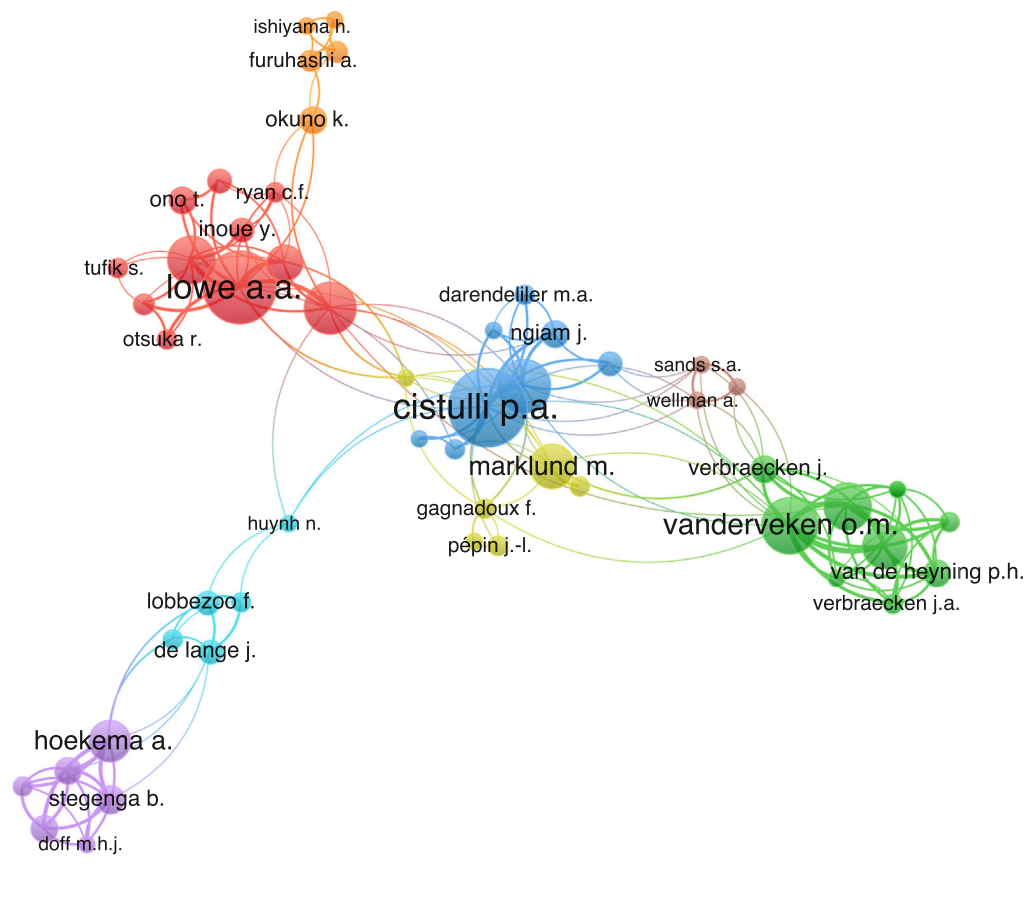 ishiyama h.
furuhashi a.
okuno k.
ono t.
ryan c.f.
inoue y.
tufik s.
lowe a.a.
otsuka r.
darendeliler m.a.
ngiam j.
sands s.a.
wellman a.
cistulli p.a.
marklund m.
verbraecken j.
gagnadoux f.
vanderveken o.m.
huynh n.
pépin j.-l.
van de heyning p.h.
lobbezoo f.
verbraecken j.a.
de lange j.
hoekema a.
stegenga b.
doff m.h.j.